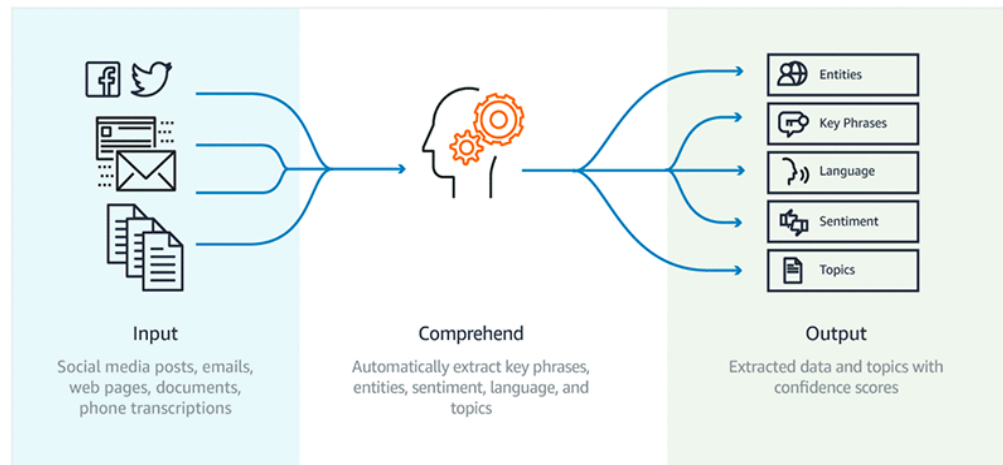 Entities
Key Phrases
Language
Sentiment
Topics
Input
Social media posts, emails,
web pages, documents,
phone transcriptions
Comprehend
Automatically extract key phrases,
entities, sentiment, language, and
topics
Output
Extracted data and topics with
confidence scores